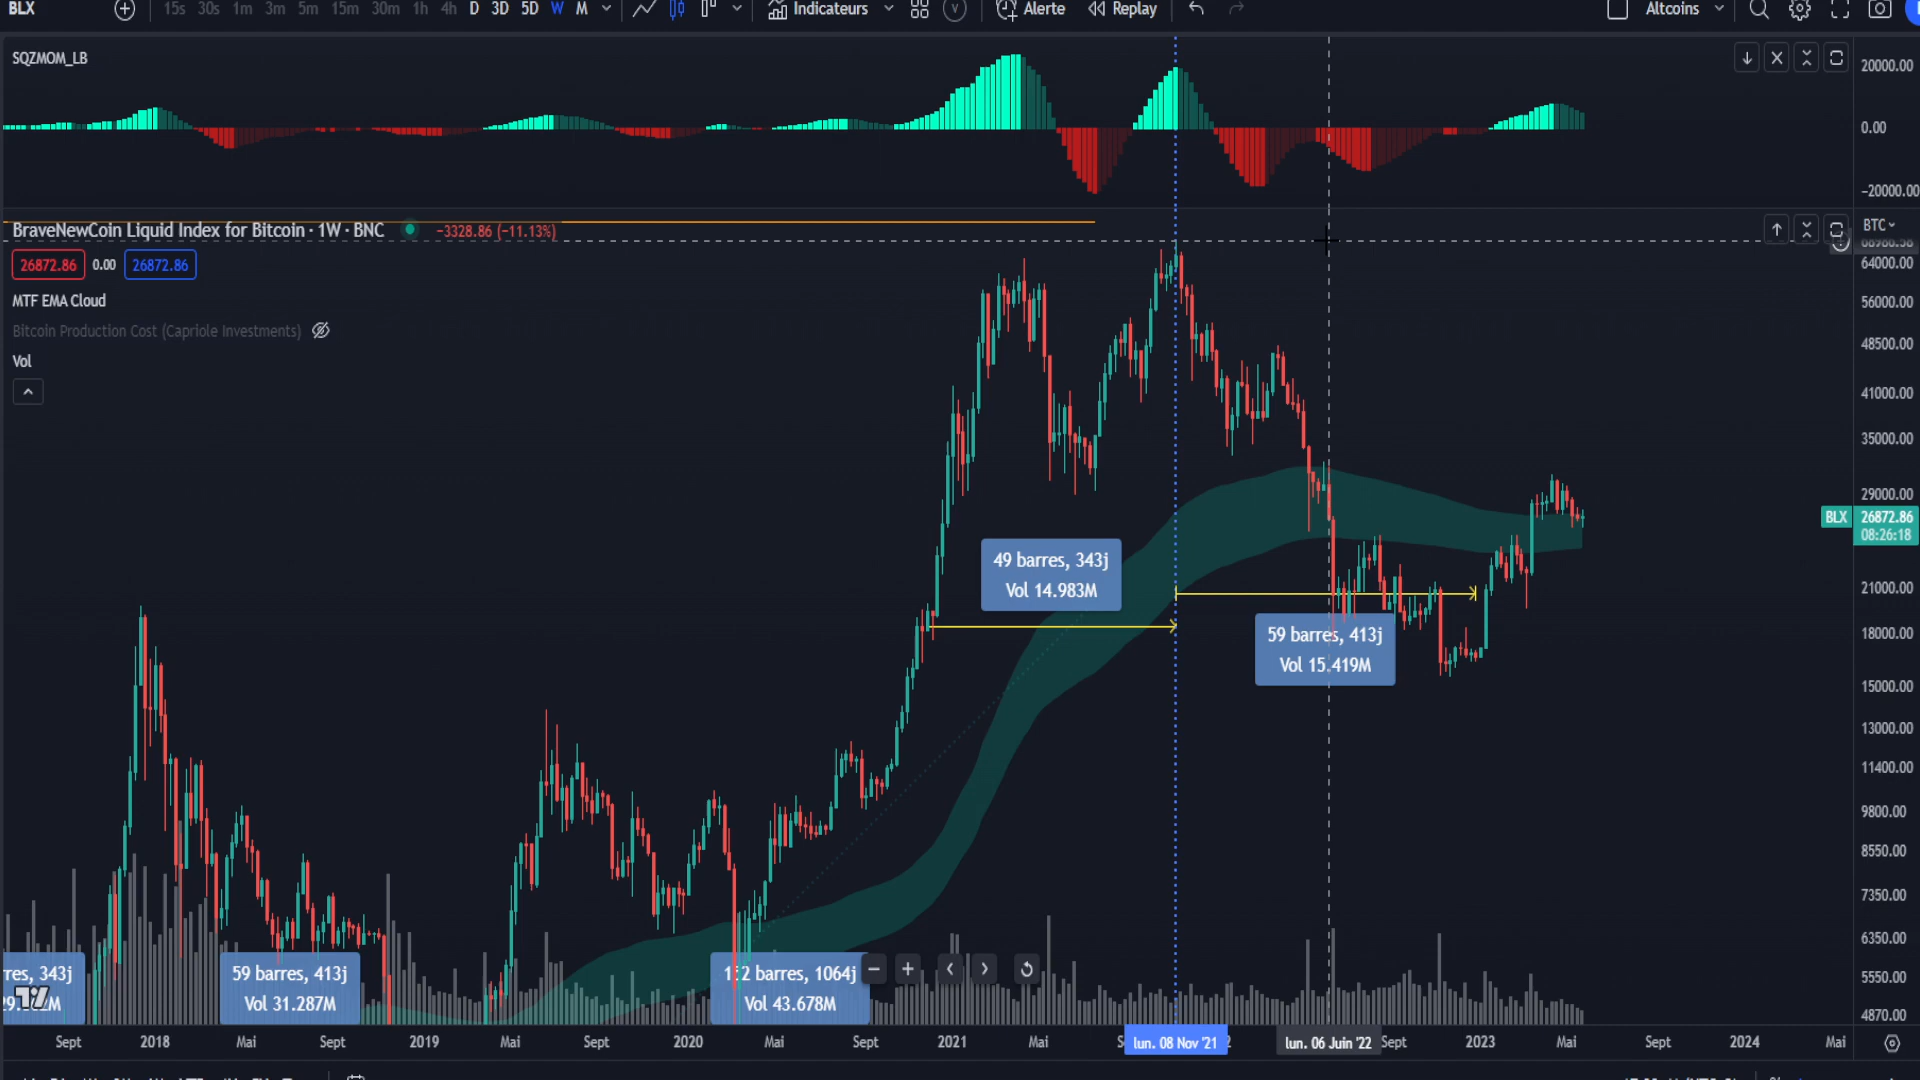 BLX
15s 30s 1m 3m 5m 15m 30m 1h 4h D 3D 5D W M
Indicateurs
Alerte
Replay
Altcoins
SQZMOM_LB
20000.00
0.00
−20000.00
BraveNewCoin Liquid Index for Bitcoin · 1W · BNC
−3328.86 (−11.13%)
BTC
26872.86
0.00
26872.86
MTF EMA Cloud
Bitcoin Production Cost (Capriole Investments)
Vol
64000.00
56000.00
48500.00
41000.00
35000.00
29000.00
BLX
26872.86
08:26:18
21000.00
18000.00
15000.00
13000.00
11400.00
9800.00
8550.00
7350.00
6350.00
5550.00
4870.00
49 barres, 343j
Vol 14.983M
59 barres, 413j
Vol 15.419M
343j
59 barres, 413j
Vol 31.287M
barres, 1064j
Vol 43.678M
Sept 2018 Mai Sept 2019 Mai Sept 2020 Mai Sept 2021 Mai lun. 08 Nov '21 lun. 06 Juin '22 Sept 2023 Mai Sept 2024 Mai